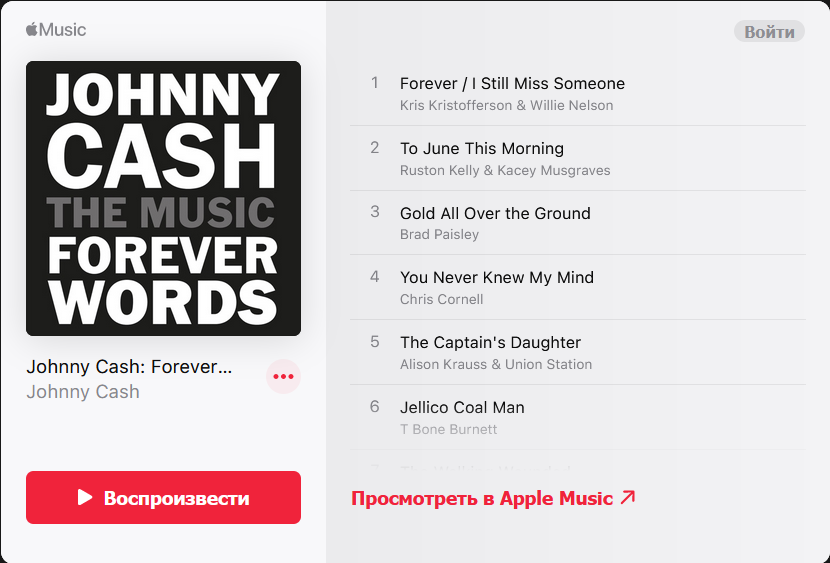 Music
JOHNNY
CASH
THE MUSIC
FOREVER
WORDS
Johnny Cash: Forever...
Johnny Cash
Воспроизвести
Войти
1 Forever / I Still Miss Someone
Kris Kristofferson & Willie Nelson
2 To June This Morning
Ruston Kelly & Kacey Musgraves
3 Gold All Over the Ground
Brad Paisley
4 You Never Knew My Mind
Chris Cornell
5 The Captain's Daughter
Alison Krauss & Union Station
6 Jellico Coal Man
T Bone Burnett
Просмотреть в Apple Music